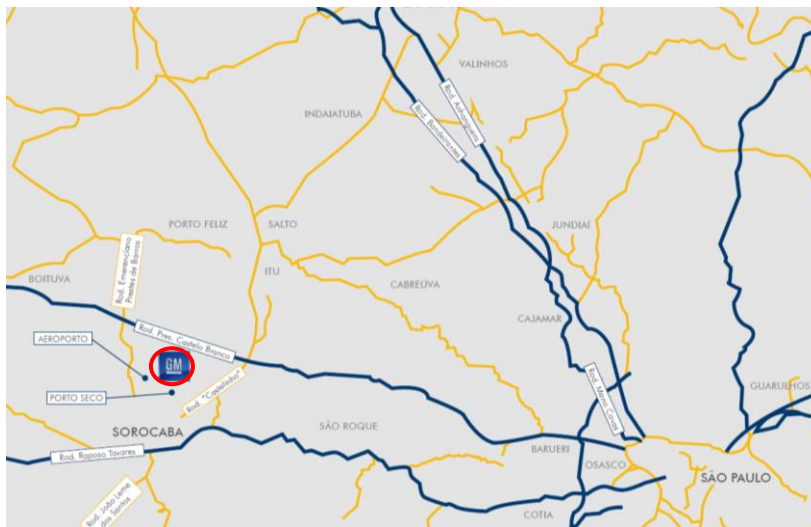 VALINHOS
Rod. Anhanguera
Rod. Bandeirantes
INDAIATUBA
PORTO FELIZ
SALTO
JUNDIAÍ
Rod. Emerenciano
Prestes de Barros
ITU
BOITUVA
CABREÚVA
CAJAMAR
Rod. Pres. Castelo Branco
AEROPORTO
GM
Rod. Mario Covas
GUARULHOS
PORTO SECO
Rod. "Castelinho"
SÃO ROQUE
SOROCABA
BARUERI
Rod. Raposo Tavares
OSASCO
SÃO PAULO
Rod. João Leme
dos Santos
COTIA